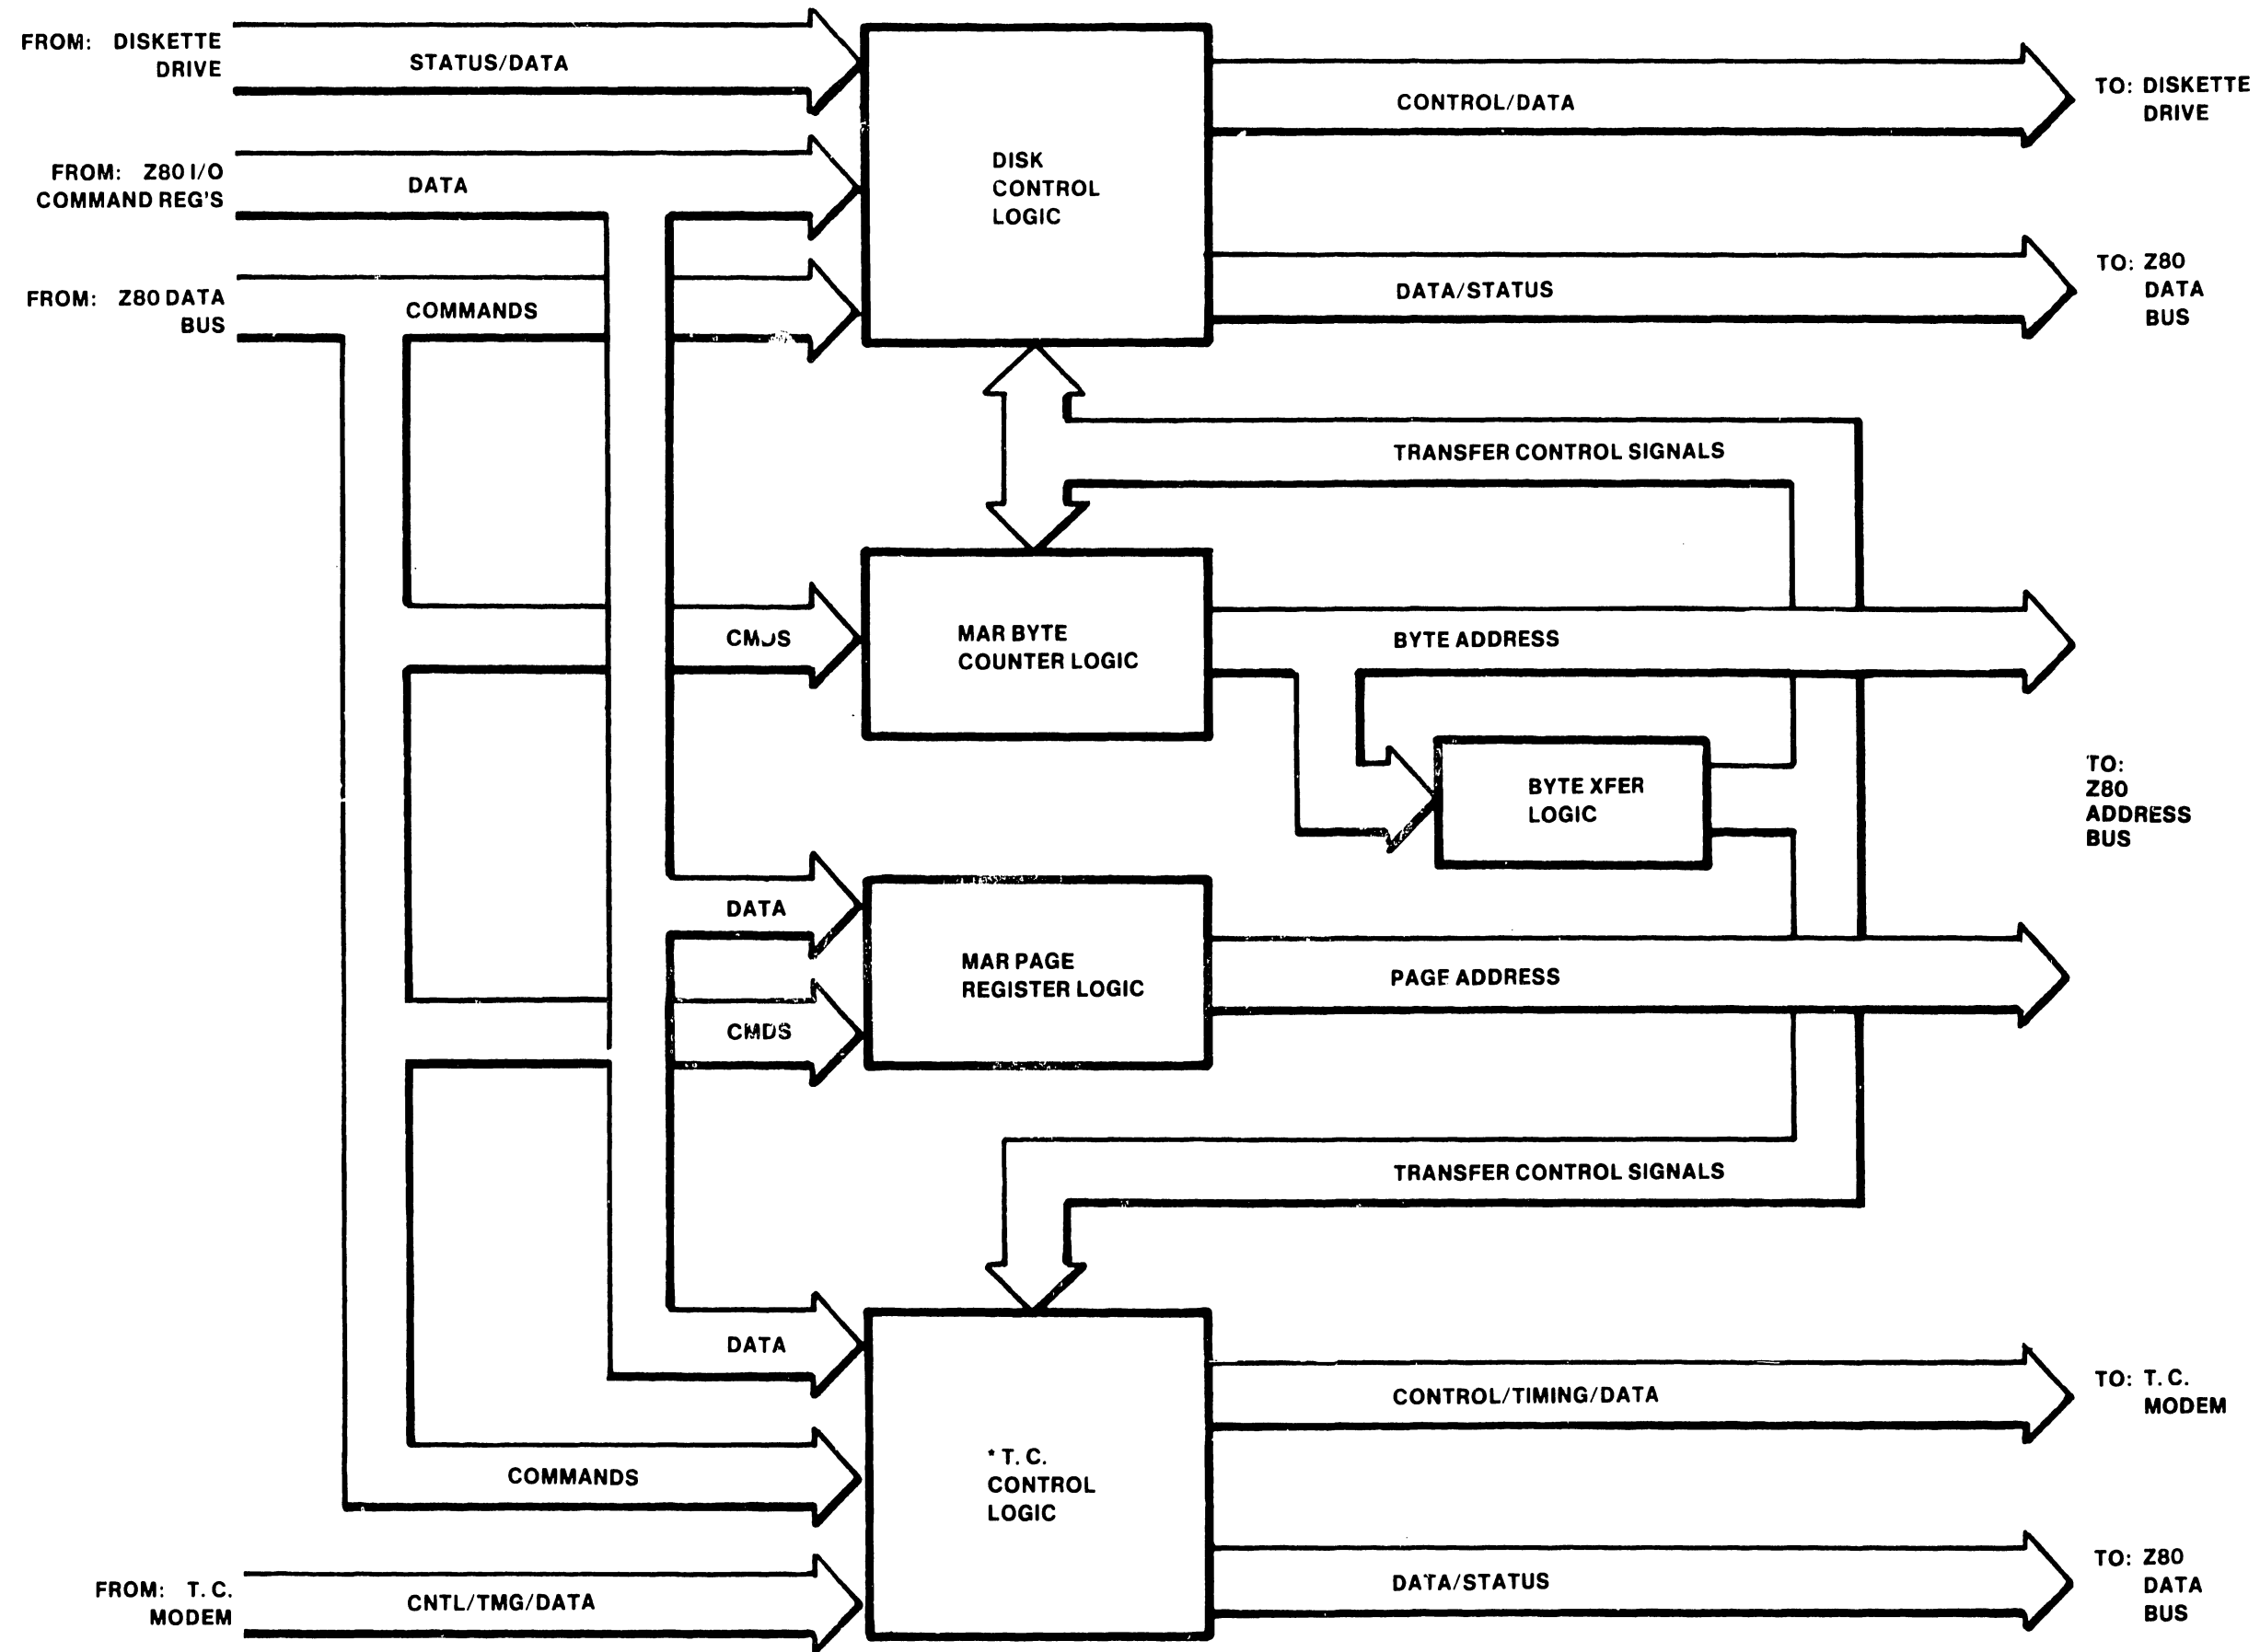 FROM: DISKETTE
DRIVE
STATUS/DATA
FROM: Z80 I/O
COMMAND REG'S
DATA
FROM: Z80 DATA
BUS
COMMANDS
DISK
CONTROL
LOGIC
CONTROL/DATA
TO: DISKETTE
DRIVE
DATA/STATUS
TO: Z80
DATA
BUS
TRANSFER CONTROL SIGNALS
CMDS
MAR BYTE
COUNTER LOGIC
BYTE ADDRESS
BYTE XFER
LOGIC
TO:
Z80
ADDRESS
BUS
DATA
CMDS
MAR PAGE
REGISTER LOGIC
PAGE ADDRESS
TRANSFER CONTROL SIGNALS
DATA
COMMANDS
FROM: T. C.
MODEM
CNTL/TMG/DATA
* T. C.
CONTROL
LOGIC
CONTROL/TIMING/DATA
TO: T. C.
MODEM
DATA/STATUS
TO: Z80
DATA
BUS